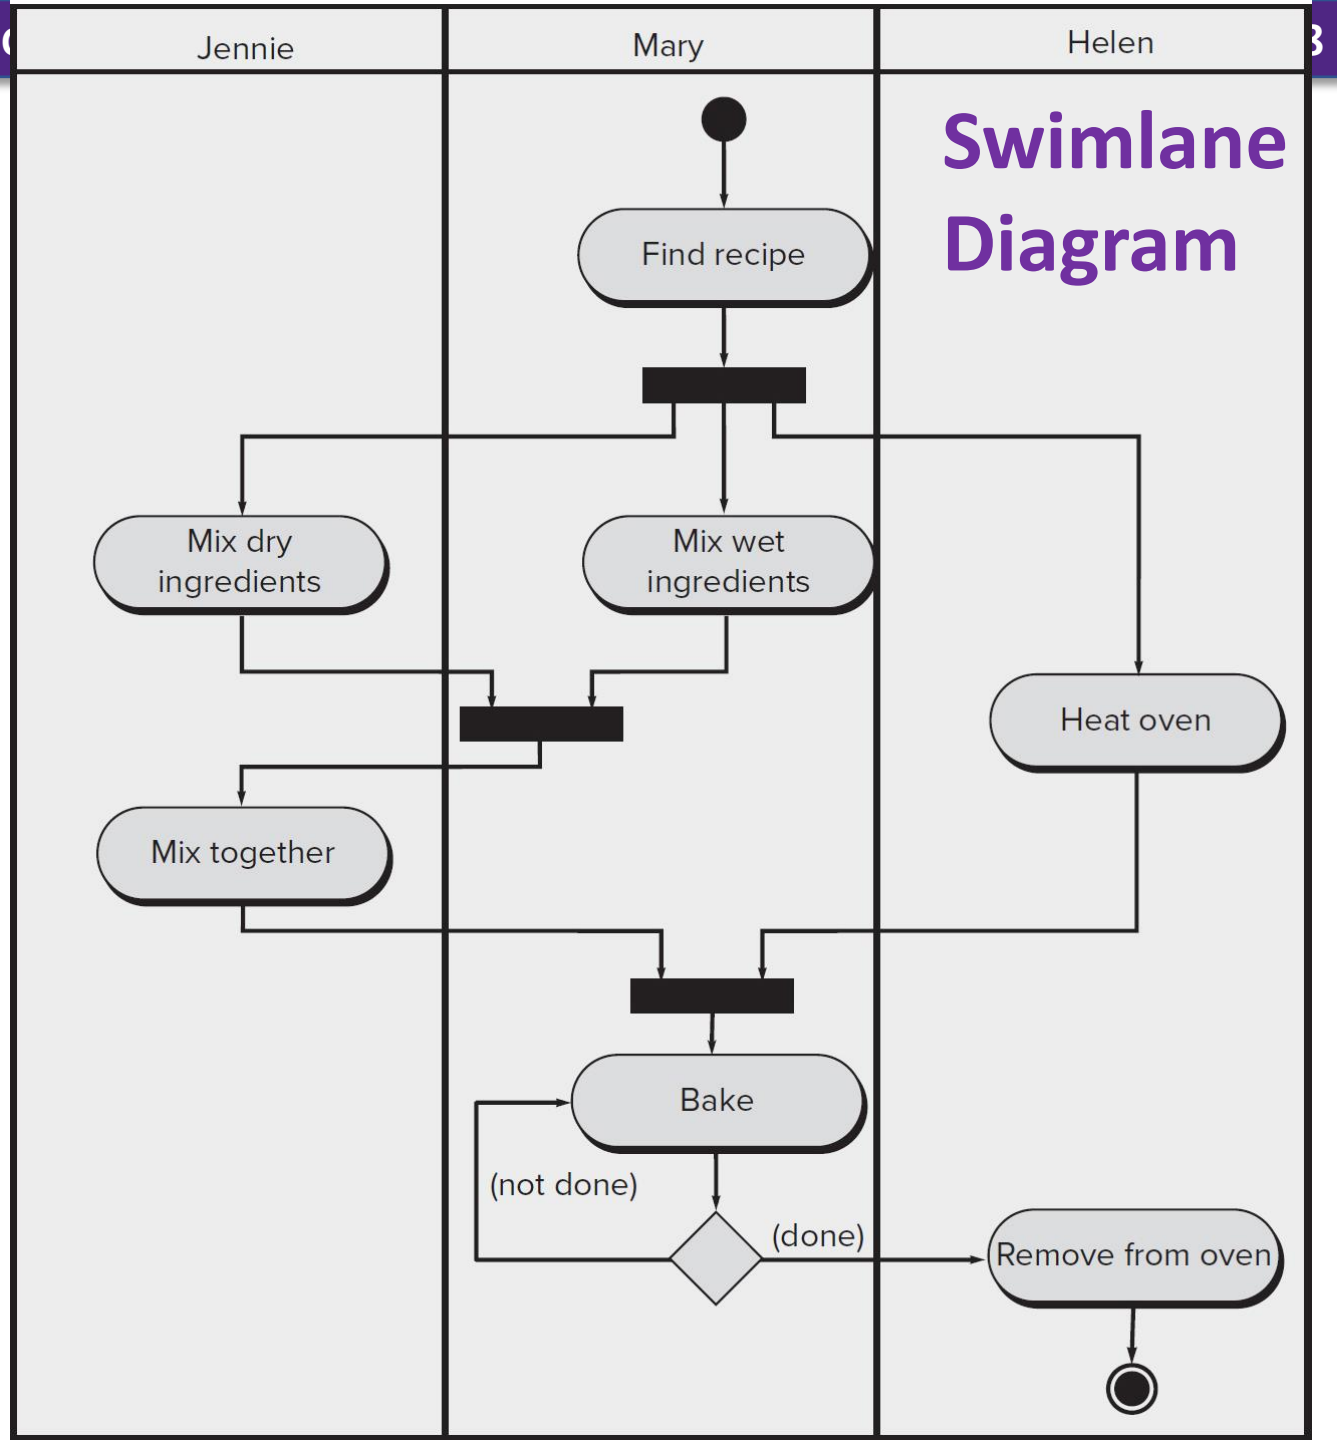 Jennie
Mary
Helen
Swimlane
Diagram
Find recipe
Mix dry
ingredients
Mix wet
ingredients
Heat oven
Mix together
Bake
(not done)
(done)
Remove from oven